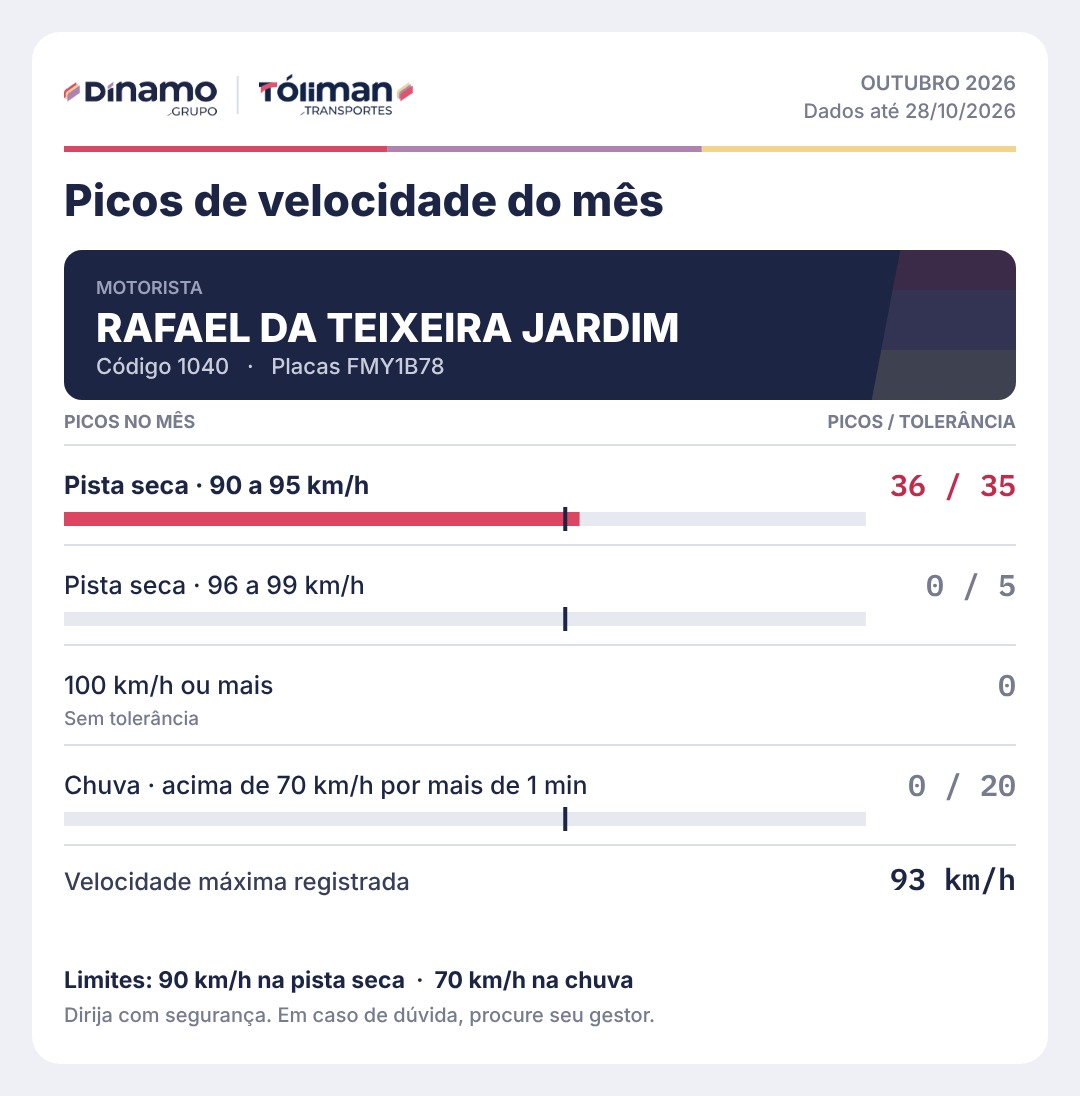 Dinamo GRUPO
Tóliman TRANSPORTES
OUTUBRO 2026
Dados até 28/10/2026
Picos de velocidade do mês
MOTORISTA
RAFAEL DA TEIXEIRA JARDIM
Código 1040 · Placas FMY1B78
PICOS NO MÊS PICOS / TOLERÂNCIA
Pista seca · 90 a 95 km/h 36 / 35
Pista seca · 96 a 99 km/h 0 / 5
100 km/h ou mais 0
Sem tolerância
Chuva · acima de 70 km/h por mais de 1 min 0 / 20
Velocidade máxima registrada 93 km/h
Limites: 90 km/h na pista seca · 70 km/h na chuva
Dirija com segurança. Em caso de dúvida, procure seu gestor.